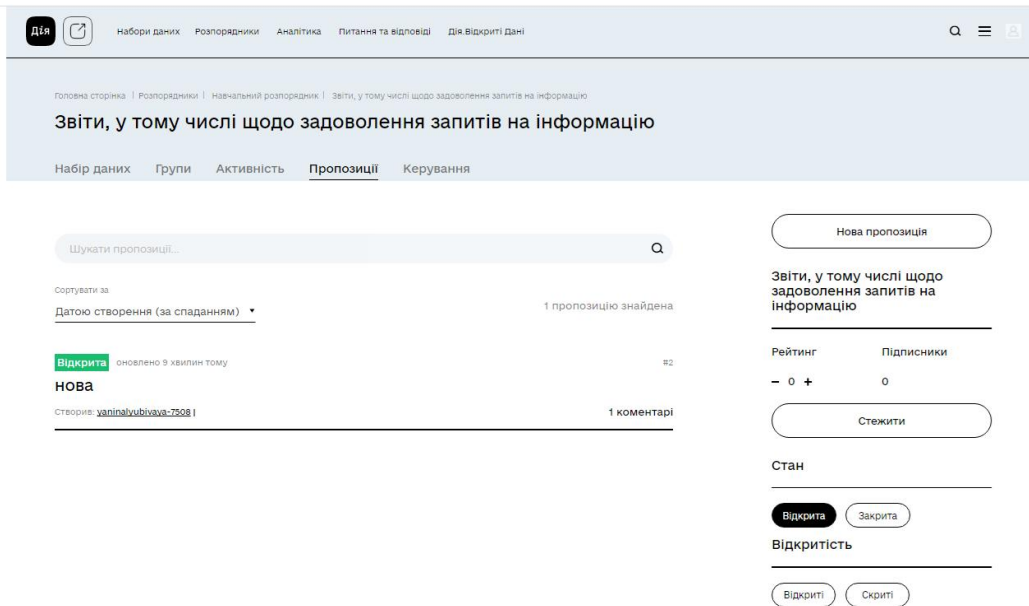 Дія
Набори даних Розпорядники Аналітика Питання та відповіді Дія.Відкриті Дані
Головна сторінка | Розпорядники | Навчальний розпорядник | Звіти, у тому числі щодо задоволення запитів на інформацію
Звіти, у тому числі щодо задоволення запитів на інформацію
Набір даних Групи Активність Пропозиції Керування
Шукати пропозиції...
Сортувати за
Датою створення (за спаданням)
1 пропозицію знайдена
Відкрита оновлено 9 хвилин тому #2
нова
Створив: yaninalyubivaya-7508 |
1 коментарі
Нова пропозиція
Звіти, у тому числі щодо
задоволення запитів на
інформацію
Рейтинг Підписники
– 0 + 0
Стежити
Стан
Відкрита Закрита
Відкритість
Відкриті Скриті